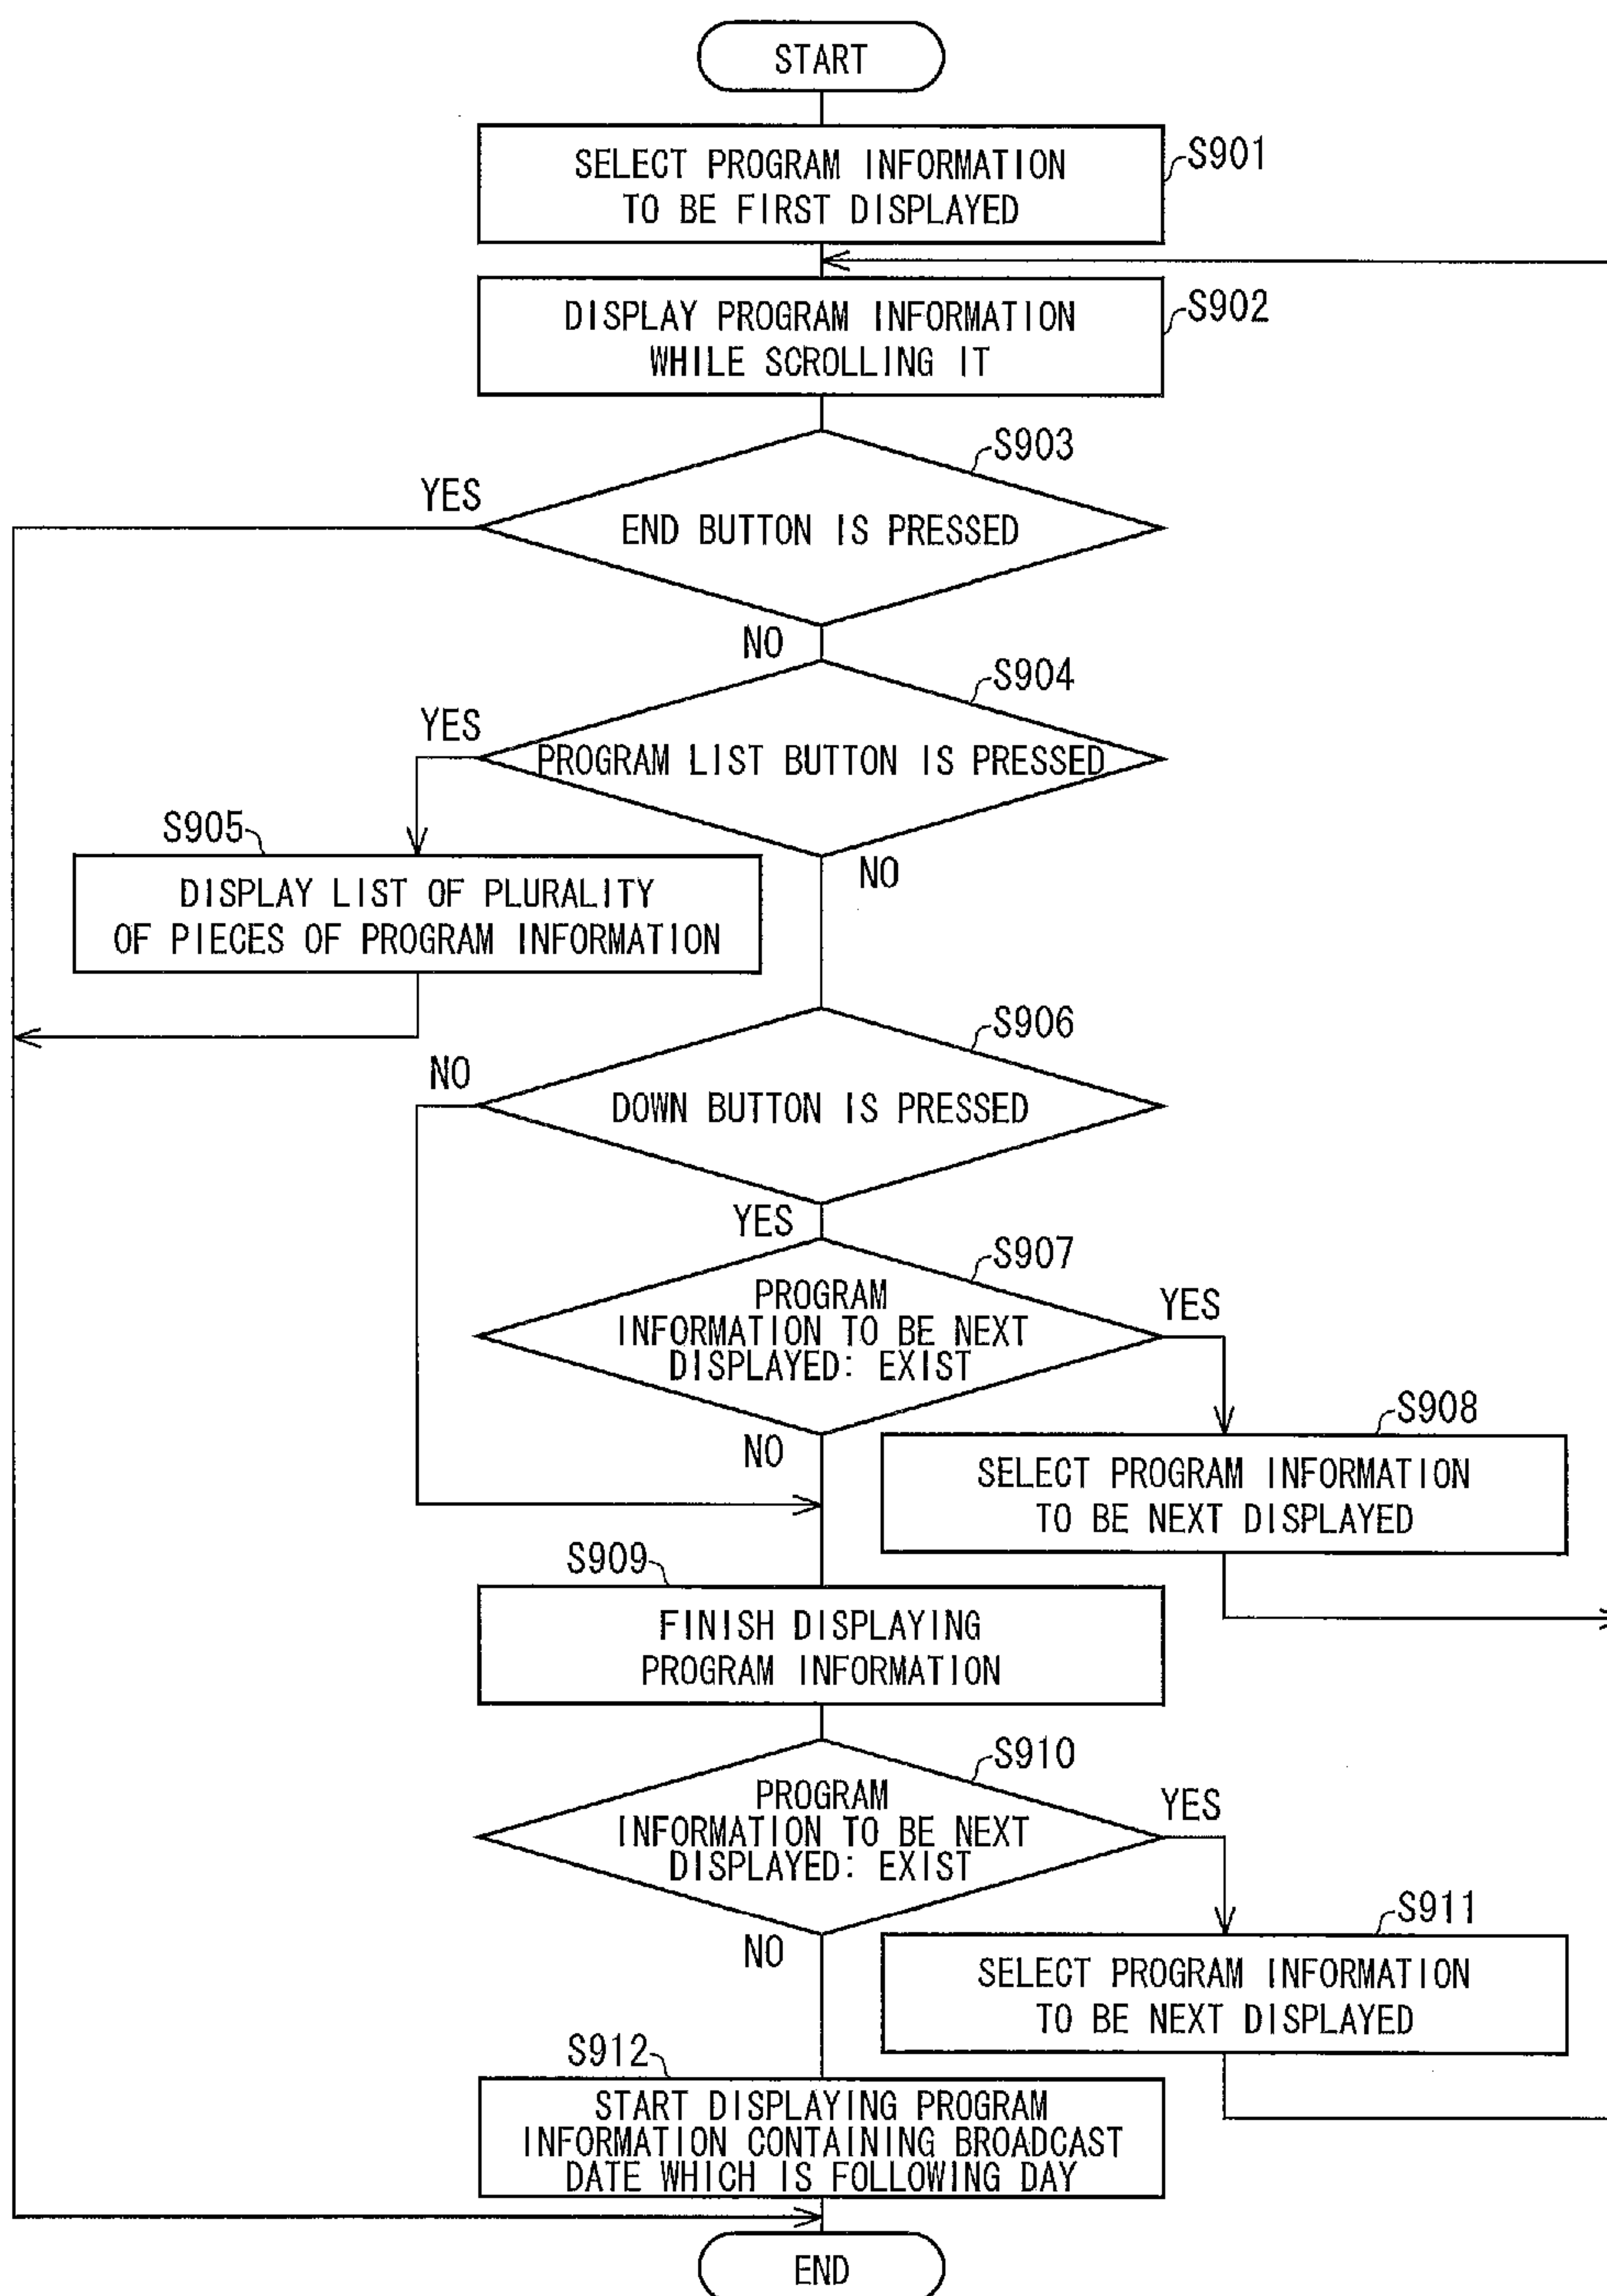 START
SELECT PROGRAM INFORMATION
TO BE FIRST DISPLAYED
S901
DISPLAY PROGRAM INFORMATION
WHILE SCROLLING IT
S902
S903
YES
END BUTTON IS PRESSED
NO
S904
YES
PROGRAM LIST BUTTON IS PRESSED
S905
NO
DISPLAY LIST OF PLURALITY
OF PIECES OF PROGRAM INFORMATION
S906
NO
DOWN BUTTON IS PRESSED
YES
S907
PROGRAM
INFORMATION TO BE NEXT
DISPLAYED: EXIST
YES
NO
S908
SELECT PROGRAM INFORMATION
TO BE NEXT DISPLAYED
S909
FINISH DISPLAYING
PROGRAM INFORMATION
S910
PROGRAM
INFORMATION TO BE NEXT
DISPLAYED: EXIST
YES
NO
S911
SELECT PROGRAM INFORMATION
TO BE NEXT DISPLAYED
S912
START DISPLAYING PROGRAM
INFORMATION CONTAINING BROADCAST
DATE WHICH IS FOLLOWING DAY
END